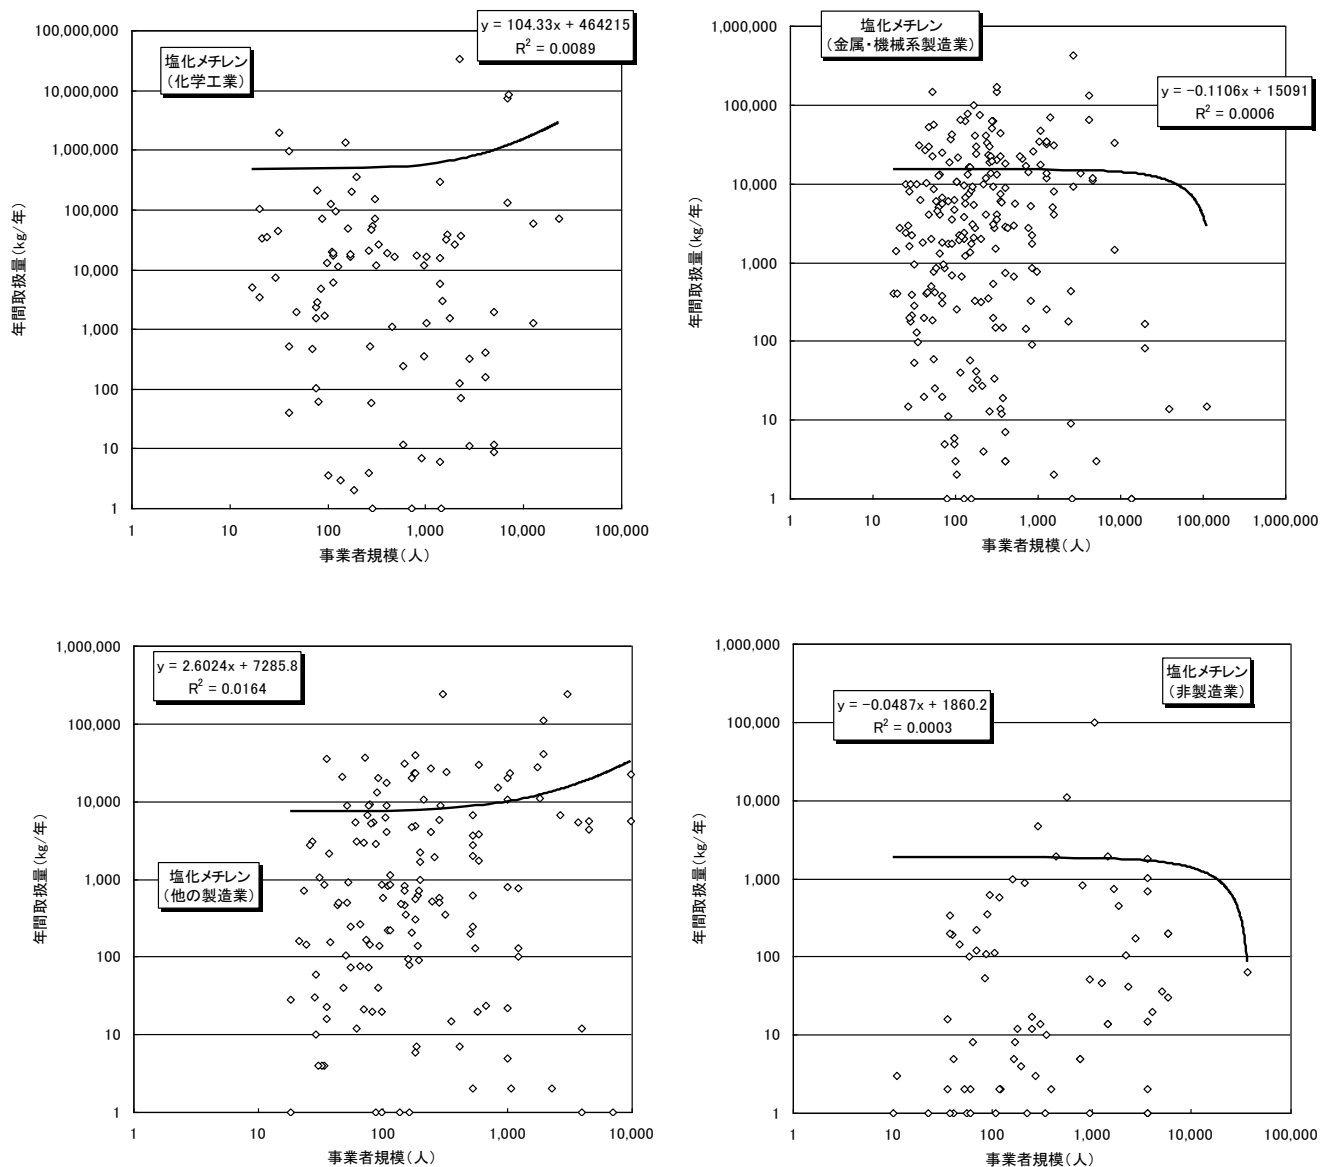 塩化メチレン
（化学工業）
y = 104.33x + 464215
R2 = 0.0089
100,000,000
10,000,000
1,000,000
100,000
10,000
1,000
100
10
1
年間取扱量(kg/年)
1
10
100
1,000
10,000
100,000
事業者規模(人)
塩化メチレン
（金属・機械系製造業）
y = −0.1106x + 15091
R2 = 0.0006
1,000,000
100,000
10,000
1,000
100
10
1
年間取扱量(kg/年)
1
10
100
1,000
10,000
100,000
1,000,000
事業者規模(人)
y = 2.6024x + 7285.8
R2 = 0.0164
塩化メチレン
（他の製造業）
1,000,000
100,000
10,000
1,000
100
10
1
年間取扱量(kg/年)
1
10
100
1,000
10,000
事業者規模(人)
塩化メチレン
（非製造業）
y = −0.0487x + 1860.2
R2 = 0.0003
1,000,000
100,000
10,000
1,000
100
10
1
年間取扱量(kg/年)
1
10
100
1,000
10,000
100,000
事業者規模(人)